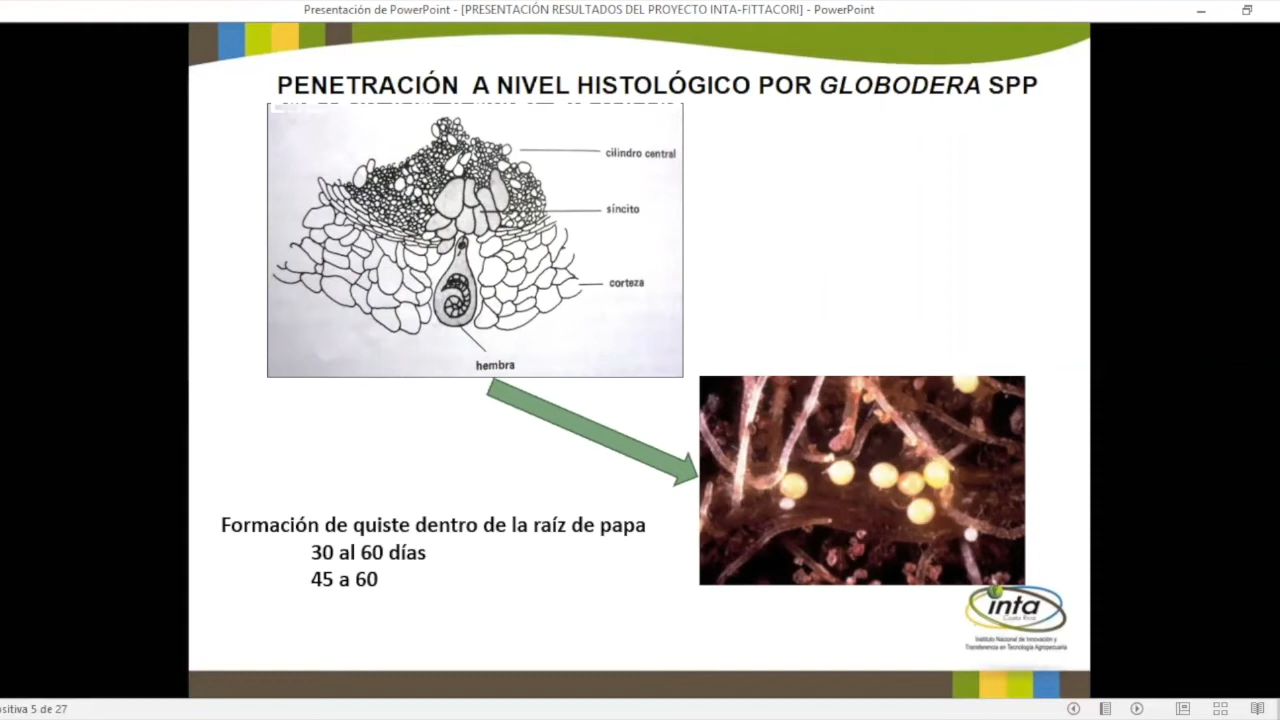 Presentación de PowerPoint - [PRESENTACIÓN RESULTADOS DEL PROYECTO INTA-FITTACORI] - PowerPoint
PENETRACIÓN A NIVEL HISTOLÓGICO POR GLOBODERA SPP
cilindro central
síncito
corteza
hembra
Formación de quiste dentro de la raíz de papa
30 al 60 días
45 a 60
inta
Costa Rica
Instituto Nacional de Innovación y
Transferencia en Tecnología Agropecuaria
ositiva 5 de 27